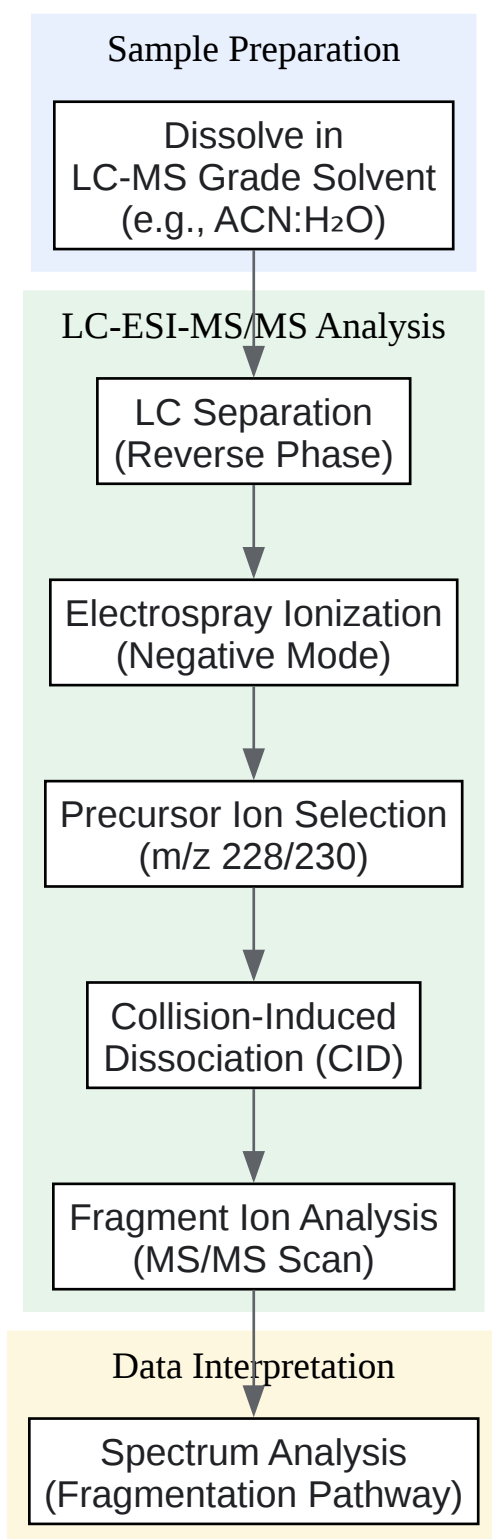 Sample Preparation
Dissolve in
LC-MS Grade Solvent
(e.g., ACN:H₂O)
LC-ESI-MS/MS Analysis
LC Separation
(Reverse Phase)
Electrospray Ionization
(Negative Mode)
Precursor Ion Selection
(m/z 228/230)
Collision-Induced
Dissociation (CID)
Fragment Ion Analysis
(MS/MS Scan)
Data Interpretation
Spectrum Analysis
(Fragmentation Pathway)